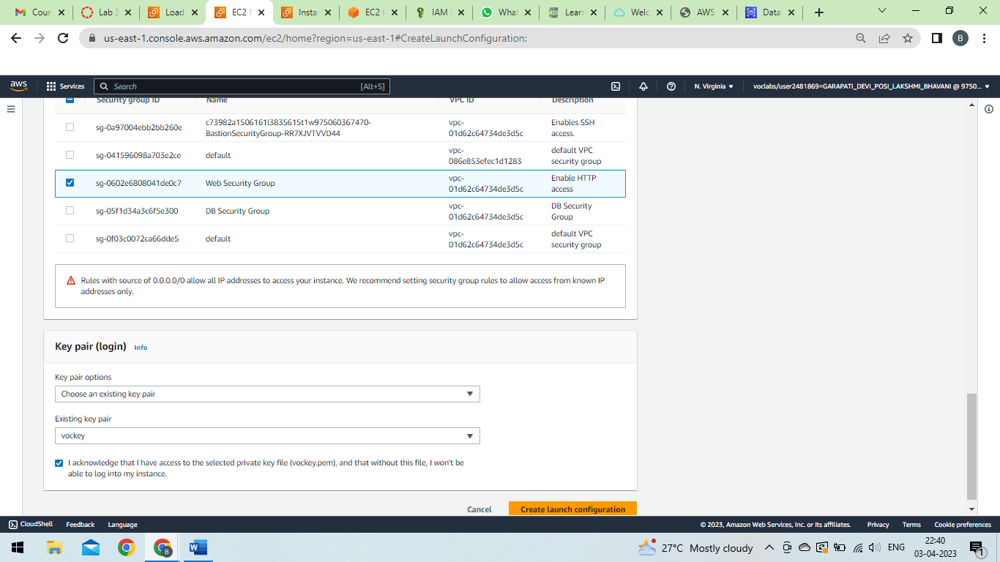 Cour
Lab 3
Load
EC2
Insta
EC2
IAM
What
Learn
Welc
AWS
Data
us-east-1.console.aws.amazon.com/ec2/home?region=us-east-1#CreateLaunchConfiguration:
B
aws
Services
Search
[Alt+S]
N. Virginia
voclabs/user2481869=GARAPATI_DEVI_POSI_LAKSHMI_BHAVANI @ 9750...
Security group ID Name VPC ID Description
sg-0a97004ebb2bb260e
c73982a1506161l3835615t1w975060367470-
BastionSecurityGroup-RR7XJVTVVD44
vpc-
01d62c64734de3d5c
Enables SSH
access.
sg-041596098a703e2ce
default
vpc-
086e853efec1d1283
default VPC
security group
sg-0602e6808041de0c7
Web Security Group
vpc-
01d62c64734de3d5c
Enable HTTP
access
sg-05f1d34a3c6f5e300
DB Security Group
vpc-
01d62c64734de3d5c
DB Security
Group
sg-0f03c0072ca66dde5
default
vpc-
01d62c64734de3d5c
default VPC
security group
Rules with source of 0.0.0.0/0 allow all IP addresses to access your instance. We recommend setting security group rules to allow access from known IP
addresses only.
Key pair (login) Info
Key pair options
Choose an existing key pair
Existing key pair
vockey
I acknowledge that I have access to the selected private key file (vockey.pem), and that without this file, I won't be
able to log into my instance.
Cancel
Create launch configuration
CloudShell
Feedback
Language
© 2023, Amazon Web Services, Inc. or its affiliates.
Privacy
Terms
Cookie preferences
B
W
27°C Mostly cloudy
ENG
22:40
03-04-2023
1